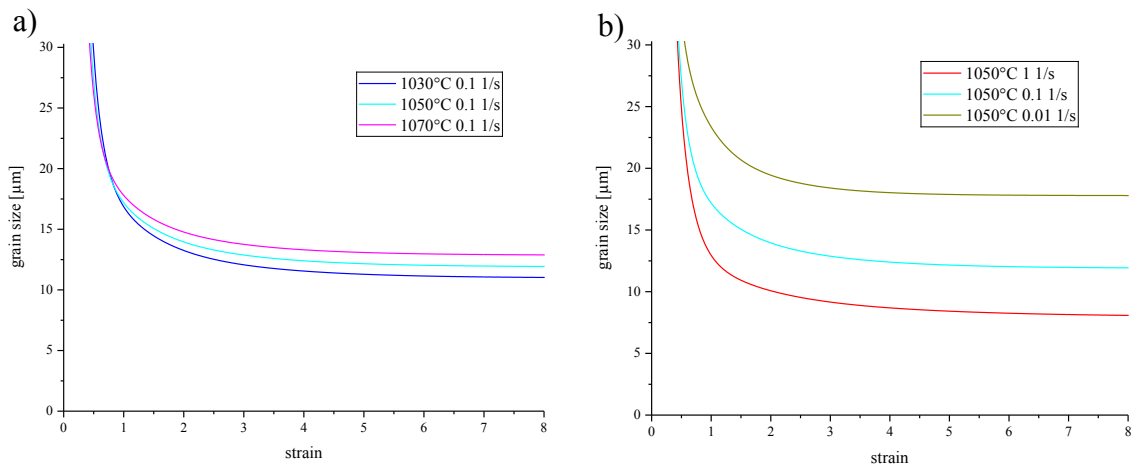 a)
30
25
20
15
10
5
0
grain size [µm]
1030°C 0.1 1/s
1050°C 0.1 1/s
1070°C 0.1 1/s
0 1 2 3 4 5 6 7 8
strain
b)
30
25
20
15
10
5
0
grain size [µm]
1050°C 1 1/s
1050°C 0.1 1/s
1050°C 0.01 1/s
0 1 2 3 4 5 6 7 8
strain